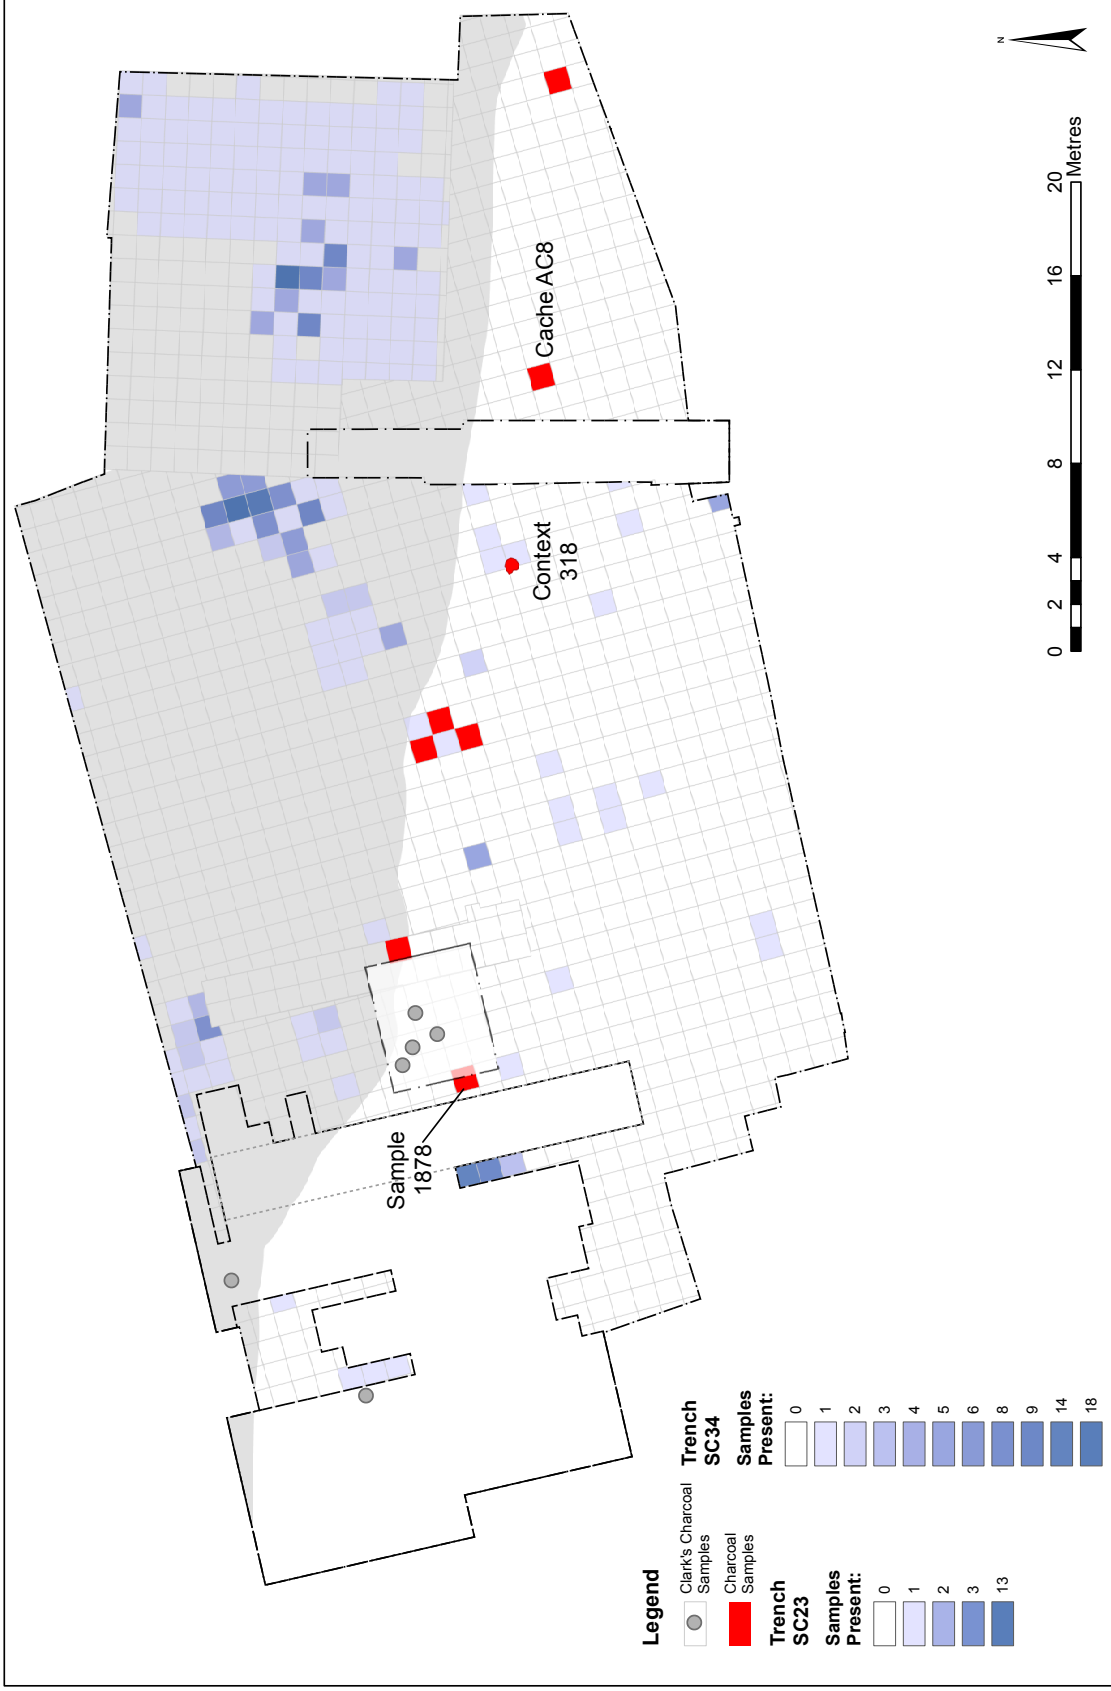 N
Cache AC8
Context
318
Sample
1878
0
2
4
8
12
16
20
Metres
Legend
Clark's Charcoal
Samples
Charcoal
Samples
Trench
SC23
Samples
Present:
0
1
2
3
13
Trench
SC34
Samples
Present:
0
1
2
3
4
5
6
8
9
14
18